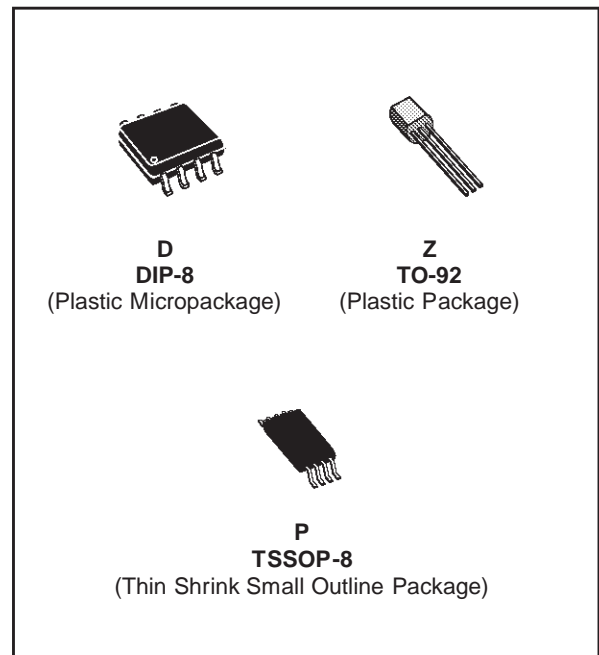 D
DIP-8
(Plastic Micropackage)
Z
TO-92
(Plastic Package)
P
TSSOP-8
(Thin Shrink Small Outline Package)